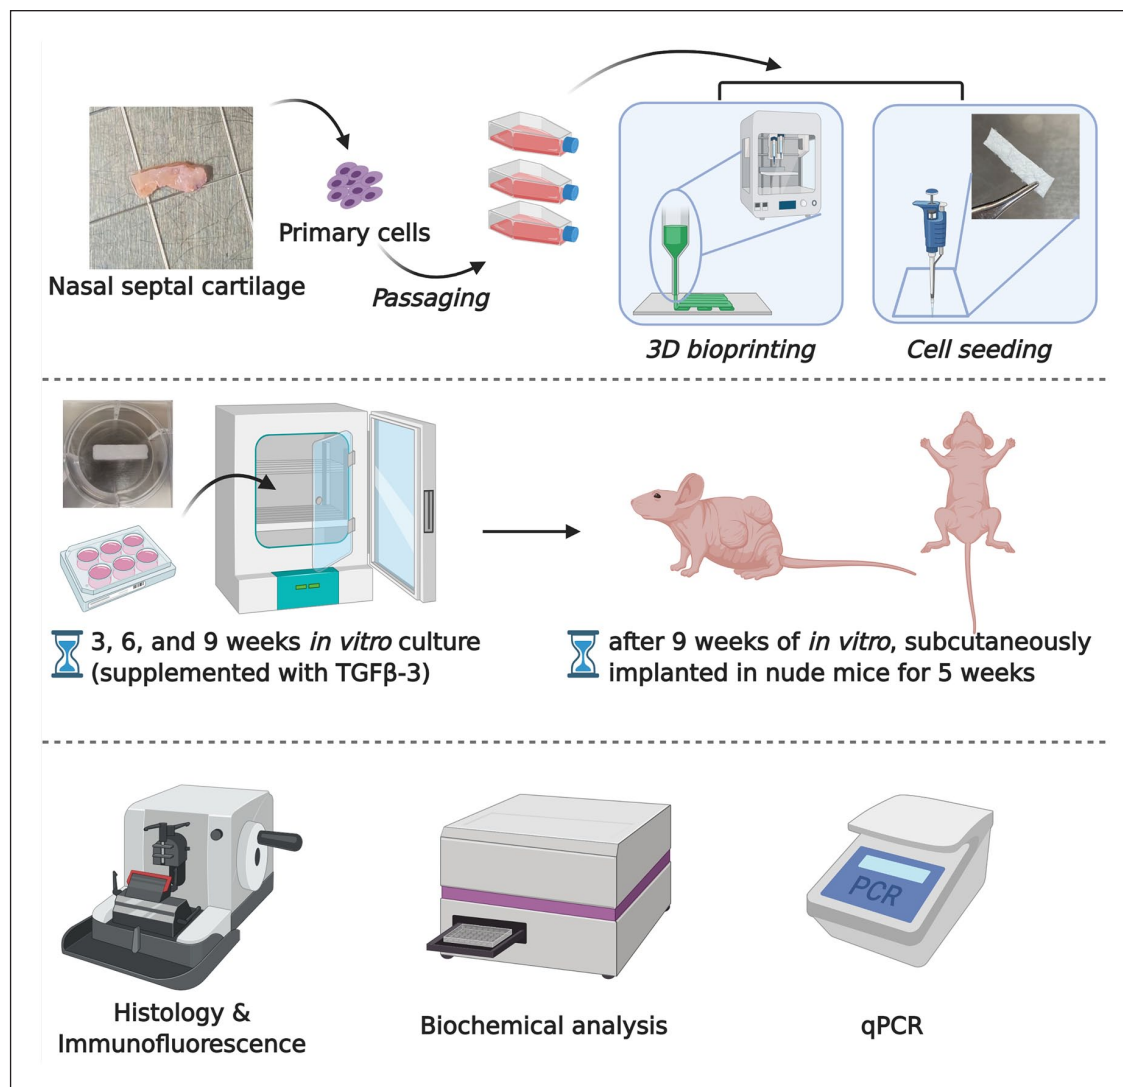 Nasal septal cartilage
Primary cells
Passaging
3D bioprinting
Cell seeding
3, 6, and 9 weeks in vitro culture
(supplemented with TGFβ-3)
after 9 weeks of in vitro, subcutaneously
implanted in nude mice for 5 weeks
PCR
Histology &
Immunofluorescence
Biochemical analysis
qPCR